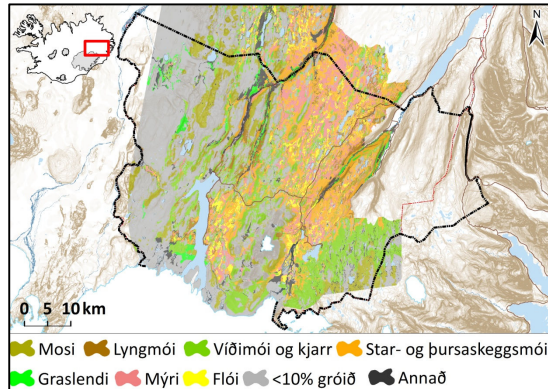 N
0 5 10 km
Mosi Lyngmói Víðimói og kjarr Star- og þursaskeggsmói
Graslendi Mýri Flói <10% gróið Annað